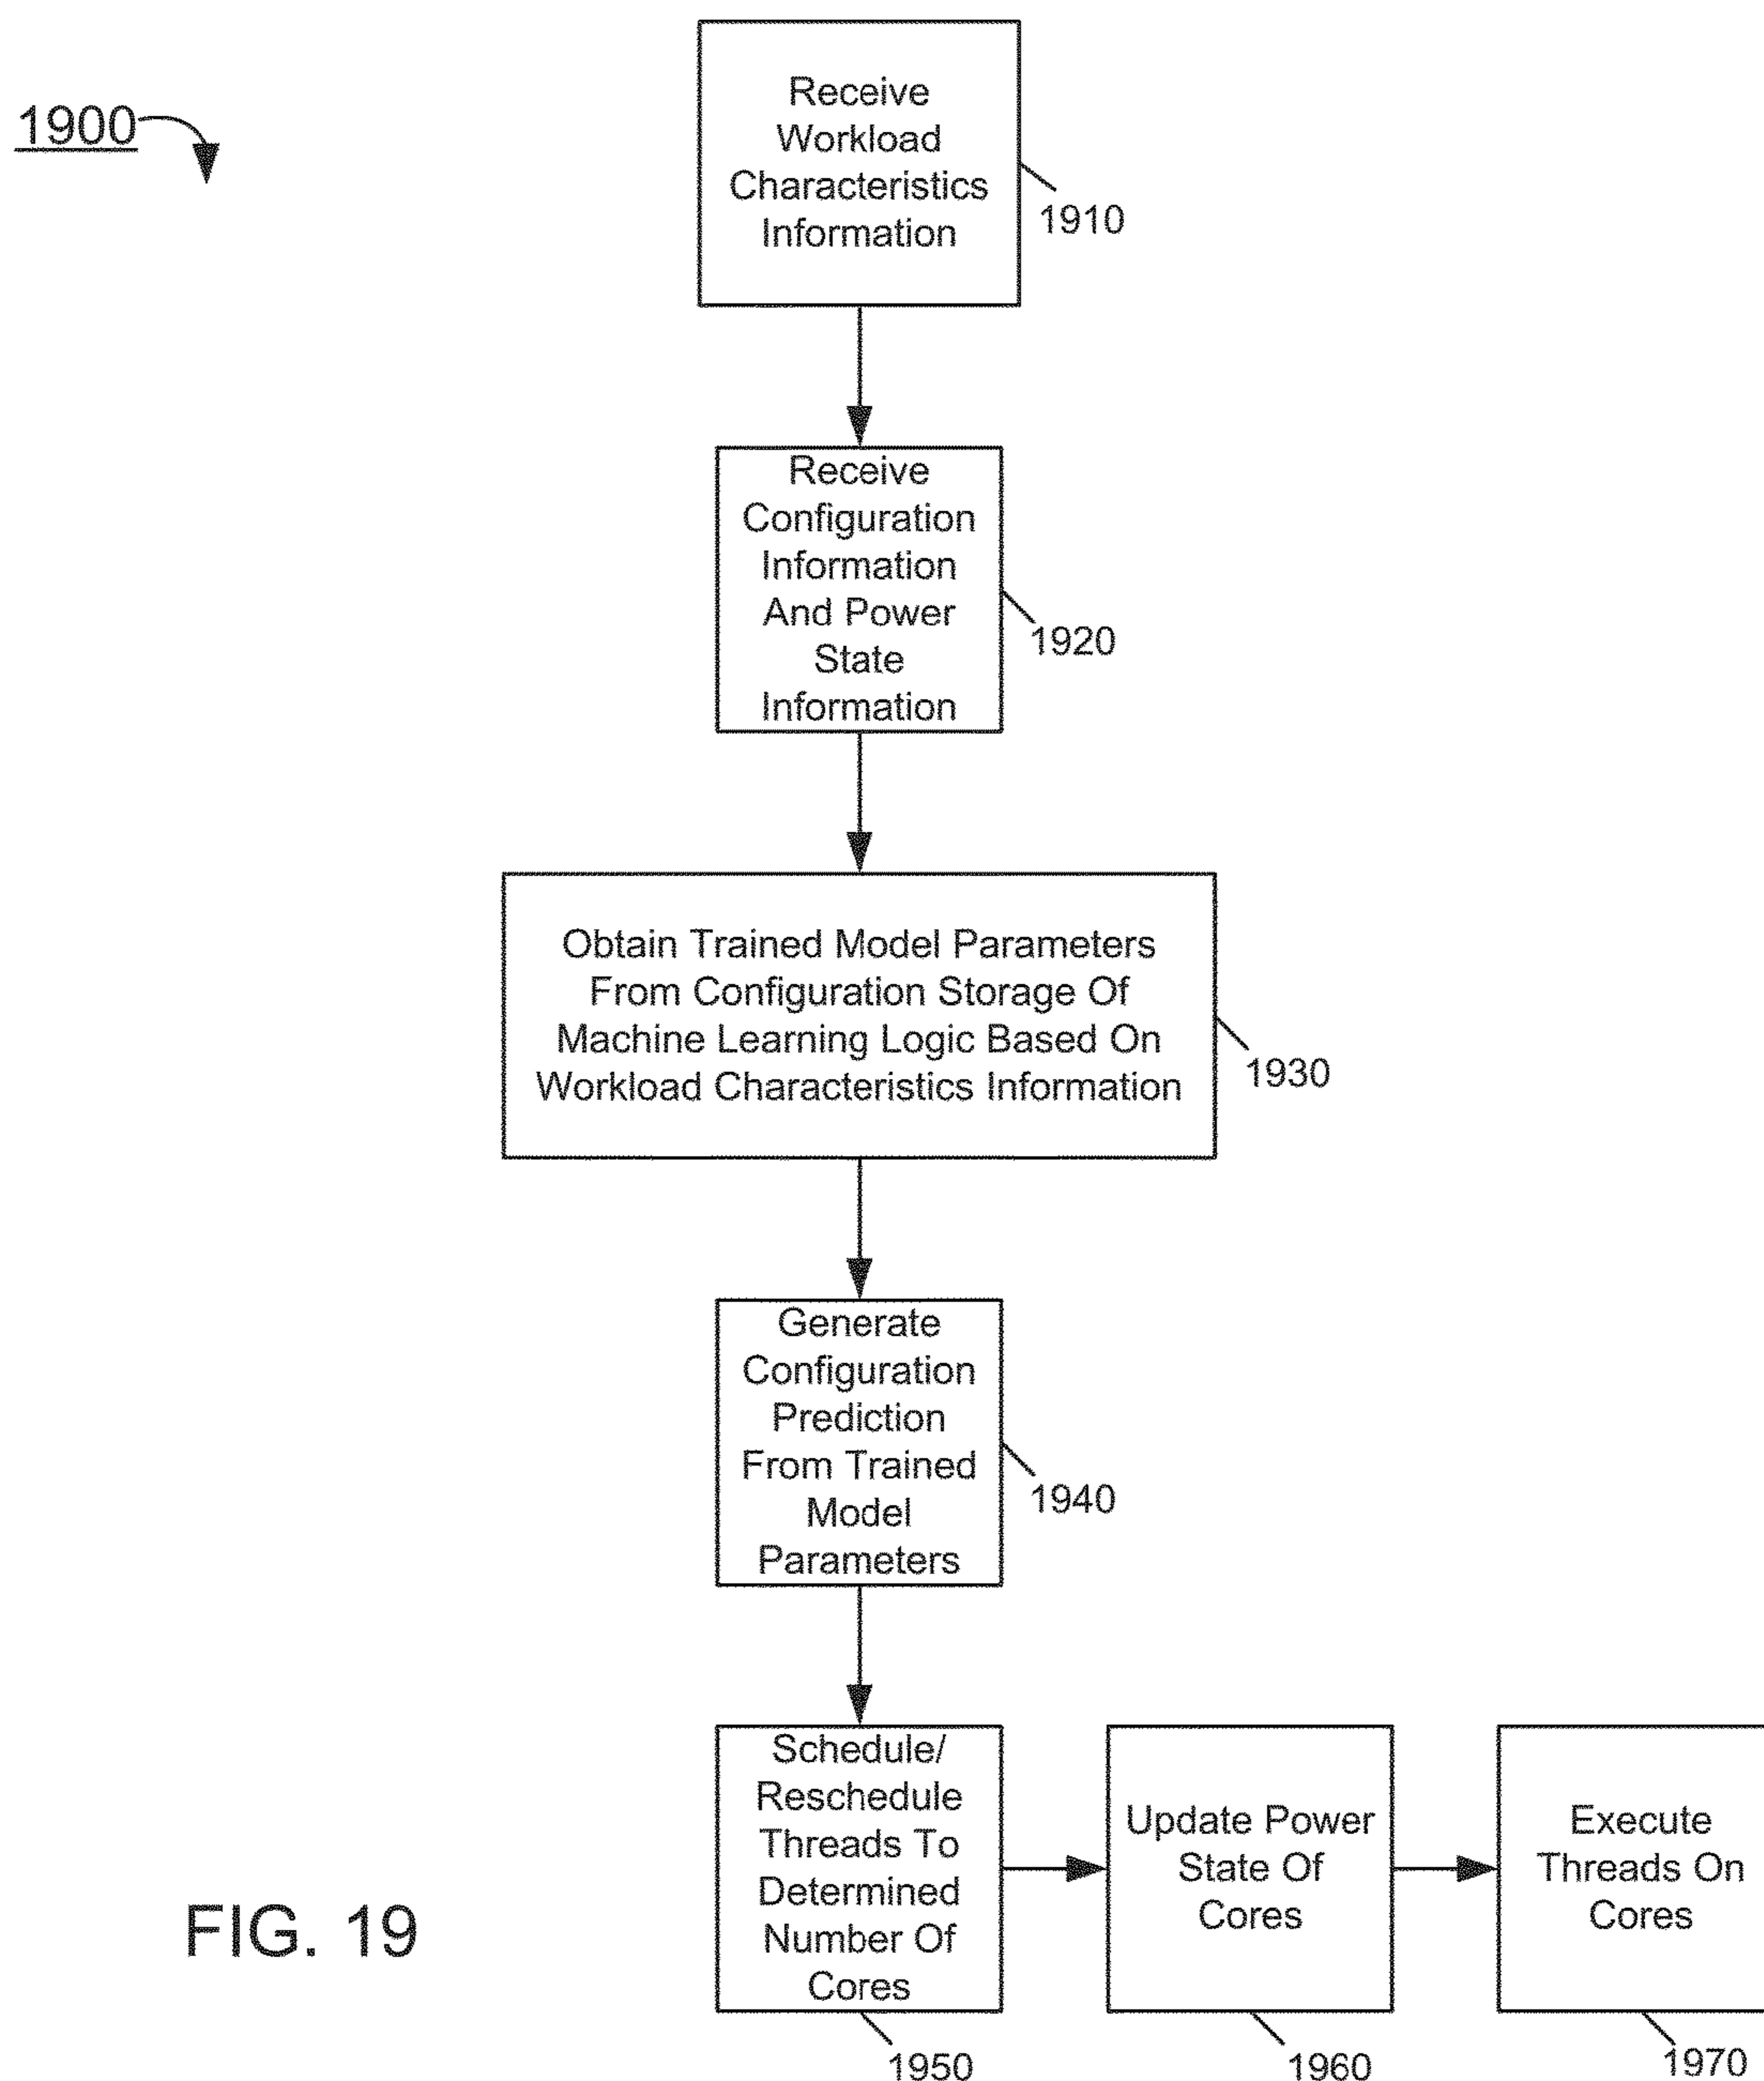 1900
Receive
Workload
Characteristics
Information
1910
Receive
Configuration
Information
And Power
State
Information
1920
Obtain Trained Model Parameters
From Configuration Storage Of
Machine Learning Logic Based On
Workload Characteristics Information
1930
Generate
Configuration
Prediction
From Trained
Model
Parameters
1940
Schedule/
Reschedule
Threads To
Determined
Number Of
Cores
1950
Update Power
State Of
Cores
1960
Execute
Threads On
Cores
1970
FIG. 19